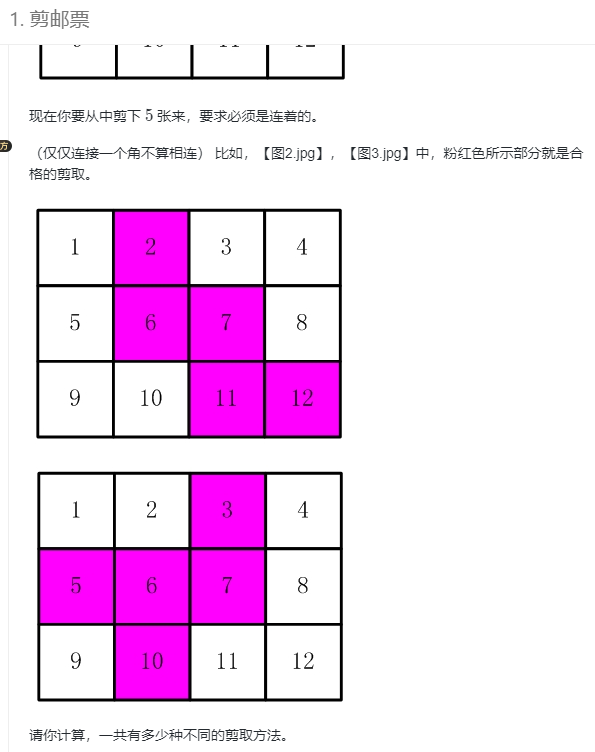 1. 剪邮票
9 10 11 12
现在你要从中剪下 5 张来，要求必须是连着的。
方
（仅仅连接一个角不算相连） 比如，【图2.jpg】，【图3.jpg】中，粉红色所示部分就是合
格的剪取。
1 2 3 4
5 6 7 8
9 10 11 12
1 2 3 4
5 6 7 8
9 10 11 12
请你计算，一共有多少种不同的剪取方法。